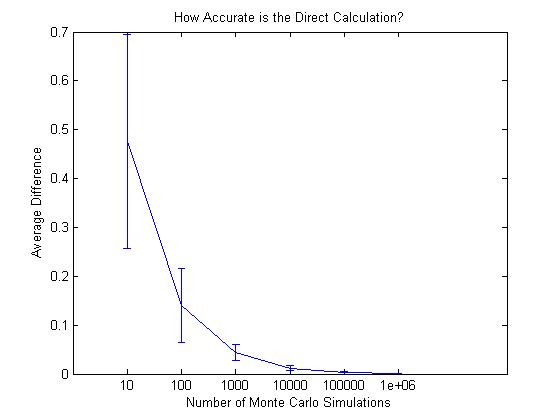 How Accurate is the Direct Calculation?
0.7
0.6
0.5
0.4
0.3
0.2
0.1
0
Average Difference
10 100 1000 10000 100000 1e+06
Number of Monte Carlo Simulations